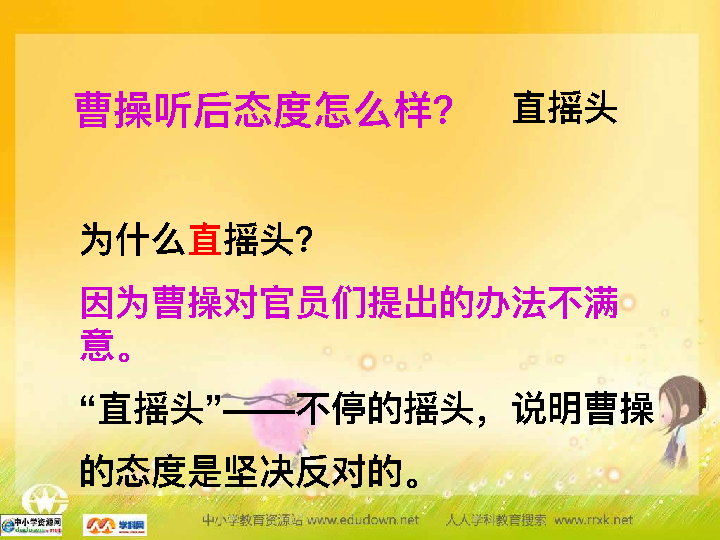 曹操听后态度怎么样？ 直摇头
为什么直摇头？
因为曹操对官员们提出的办法不满
意。
“直摇头”——不停的摇头，说明曹操
的态度是坚决反对的。
中小学资源网 学科网 中小学教育资源站 www.edudown.net 人人学科教育搜索 www.rrxk.net